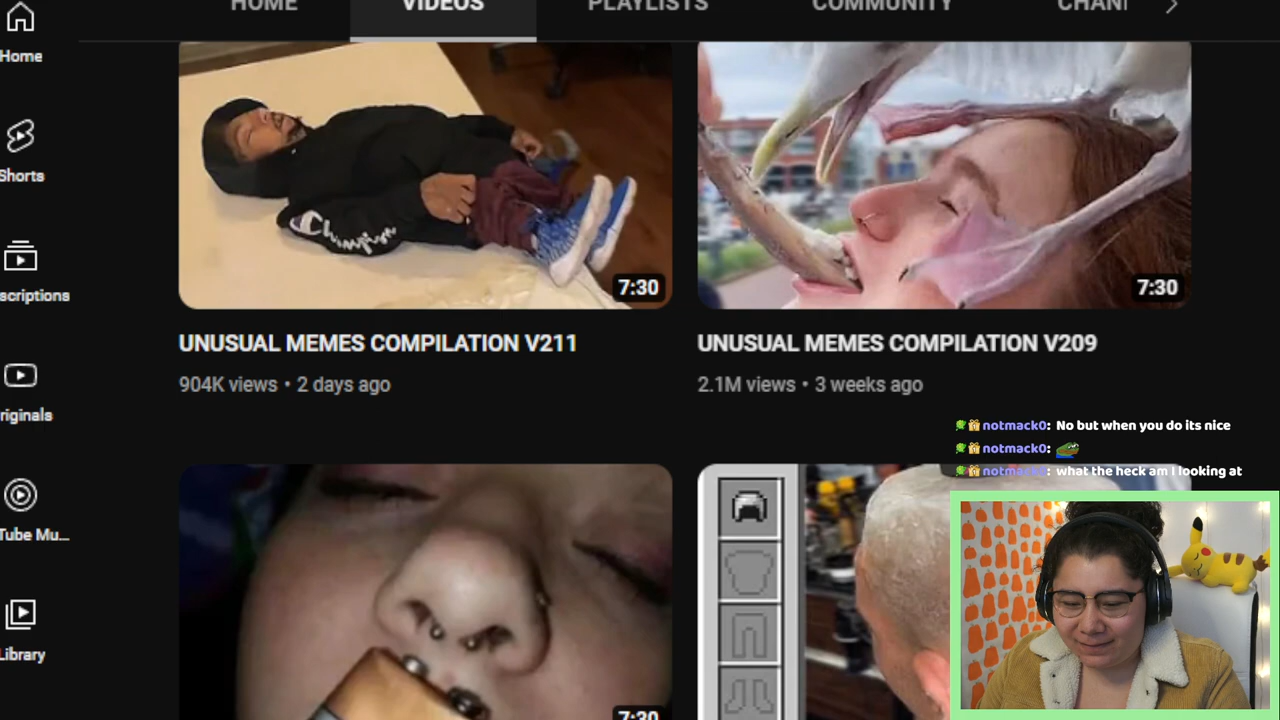 HOME VIDEOS PLAYLISTS COMMUNITY
Home
Shorts
scriptions
riginals
Tube Mu...
Library
Champion
7:30
7:30
UNUSUAL MEMES COMPILATION V211
904K views • 2 days ago
UNUSUAL MEMES COMPILATION V209
2.1M views • 3 weeks ago
7:30
notmack0: No but when you do its nice
notmack0:
notmack0: what the heck am I looking at